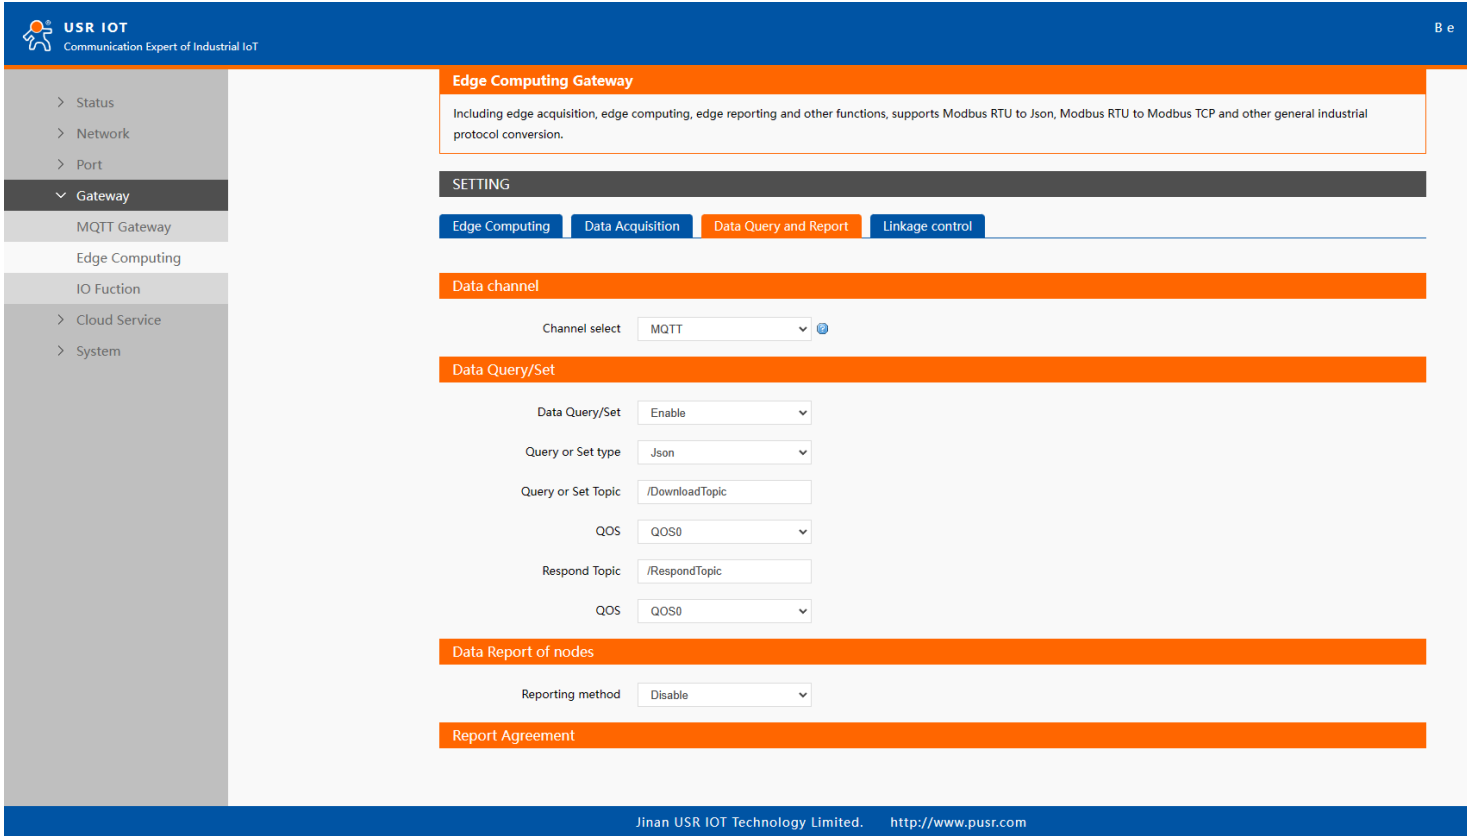 USR IOT
Communication Expert of Industrial IoT
B e
Status
Network
Port
Gateway
MQTT Gateway
Edge Computing
IO Fuction
Cloud Service
System
Edge Computing Gateway
Including edge acquisition, edge computing, edge reporting and other functions, supports Modbus RTU to Json, Modbus RTU to Modbus TCP and other general industrial
protocol conversion.
SETTING
Edge Computing Data Acquisition Data Query and Report Linkage control
Data channel
Channel select MQTT
Data Query/Set
Data Query/Set Enable
Query or Set type Json
Query or Set Topic /DownloadTopic
QOS QOS0
Respond Topic /RespondTopic
QOS QOS0
Data Report of nodes
Reporting method Disable
Report Agreement
Jinan USR IOT Technology Limited. http://www.pusr.com